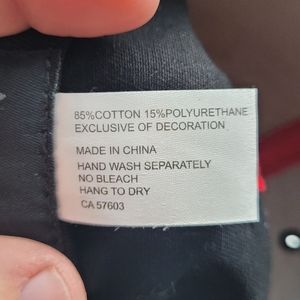 85%COTTON 15%POLYURETHANE
EXCLUSIVE OF DECORATION
MADE IN CHINA
HAND WASH SEPARATELY
NO BLEACH
HANG TO DRY
CA 57603